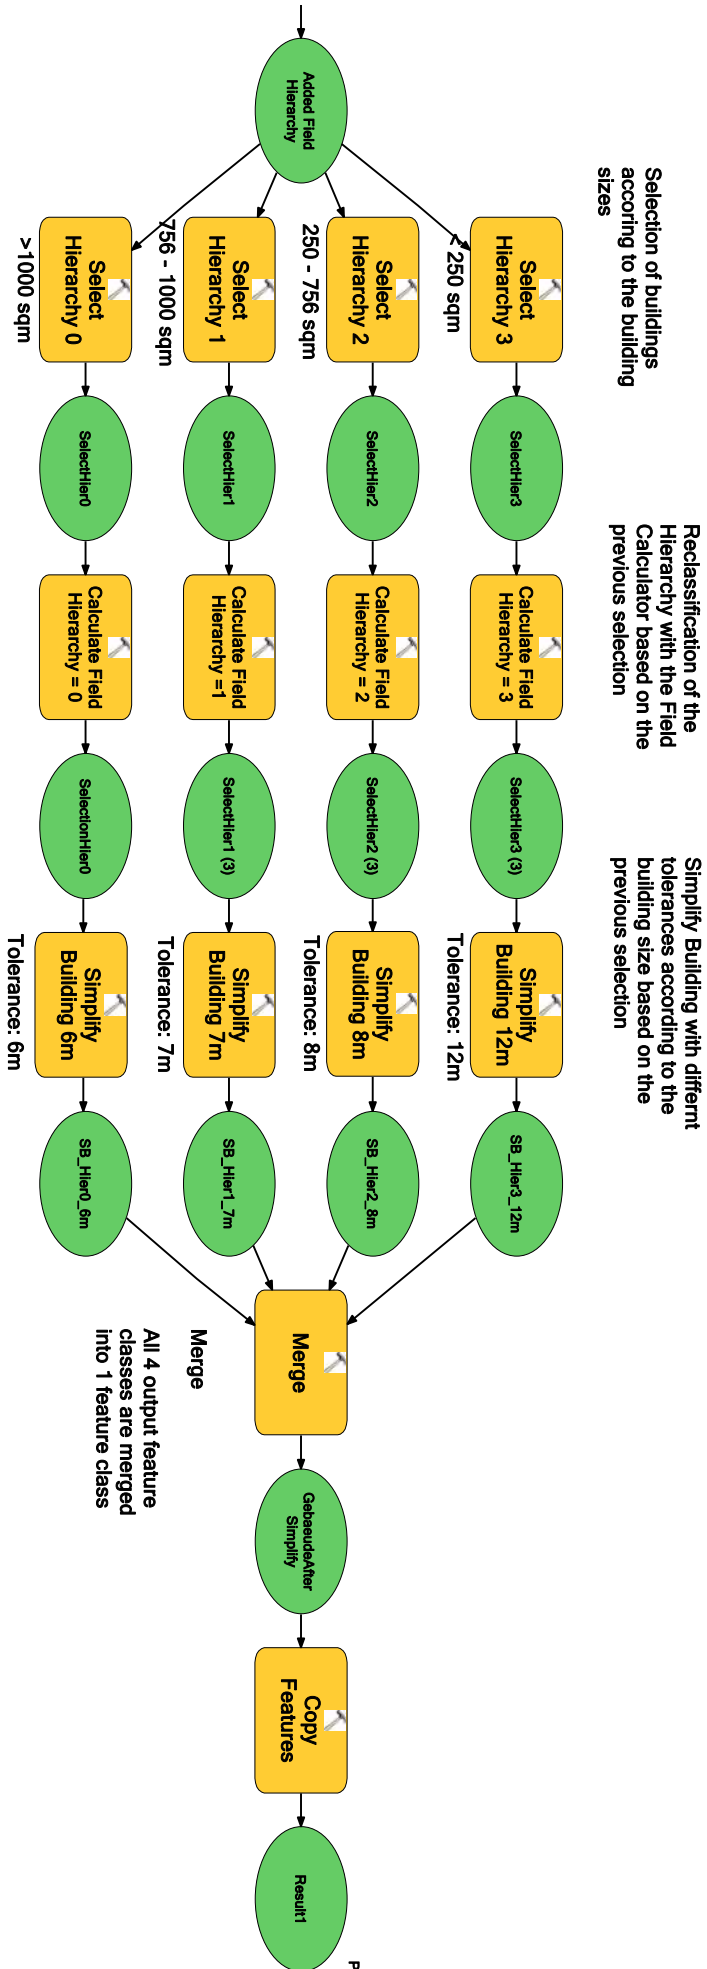 Selection of buildings
accoring to the building
sizes
Reclassification of the
Hierarchy with the Field
Calculator based on the
previous selection
Simplify Building with differnt
tolerances according to the
building size based on the
previous selection
Added Field
Hierarchy
Select
Hierarchy 3
< 250 sqm
SelectHier3
Calculate Field
Hierarchy = 3
SelectHier3 (3)
Simplify
Building 12m
Tolerance: 12m
SB_Hier3_12m
Select
Hierarchy 2
250 - 756 sqm
SelectHier2
Calculate Field
Hierarchy = 2
SelectHier2 (3)
Simplify
Building 8m
Tolerance: 8m
SB_Hier2_8m
Select
Hierarchy 1
756 - 1000 sqm
SelectHier1
Calculate Field
Hierarchy =1
SelectHier1 (3)
Simplify
Building 7m
Tolerance: 7m
SB_Hier1_7m
Select
Hierarchy 0
>1000 sqm
SelectHier0
Calculate Field
Hierarchy = 0
SelectionHier0
Simplify
Building 6m
Tolerance: 6m
SB_Hier0_6m
Merge
Merge
All 4 output feature
classes are merged
into 1 feature class
GebaeudeAfter
Simplify
Copy
Features
Result1